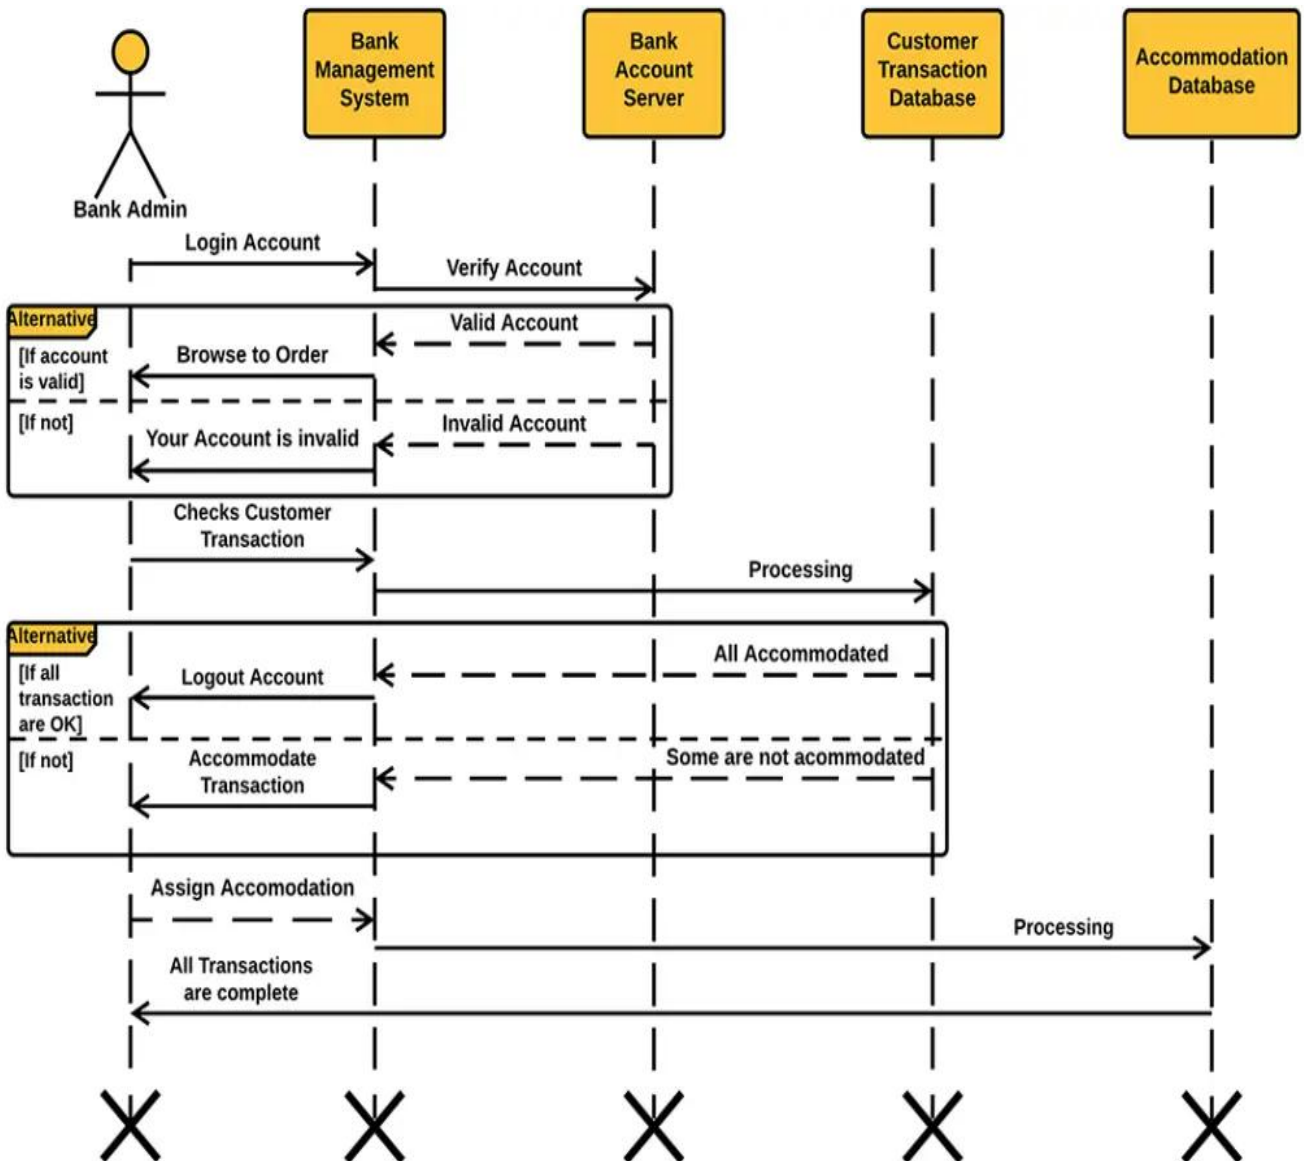 Bank
Management
System
Bank
Account
Server
Customer
Transaction
Database
Accommodation
Database
Bank Admin
Login Account
Verify Account
Alternative
Valid Account
[If account
is valid]
Browse to Order
[If not]
Invalid Account
Your Account is invalid
Checks Customer
Transaction
Processing
Alternative
All Accommodated
[If all
transaction
are OK]
Logout Account
[If not]
Some are not acommodated
Accommodate
Transaction
Assign Accomodation
Processing
All Transactions
are complete